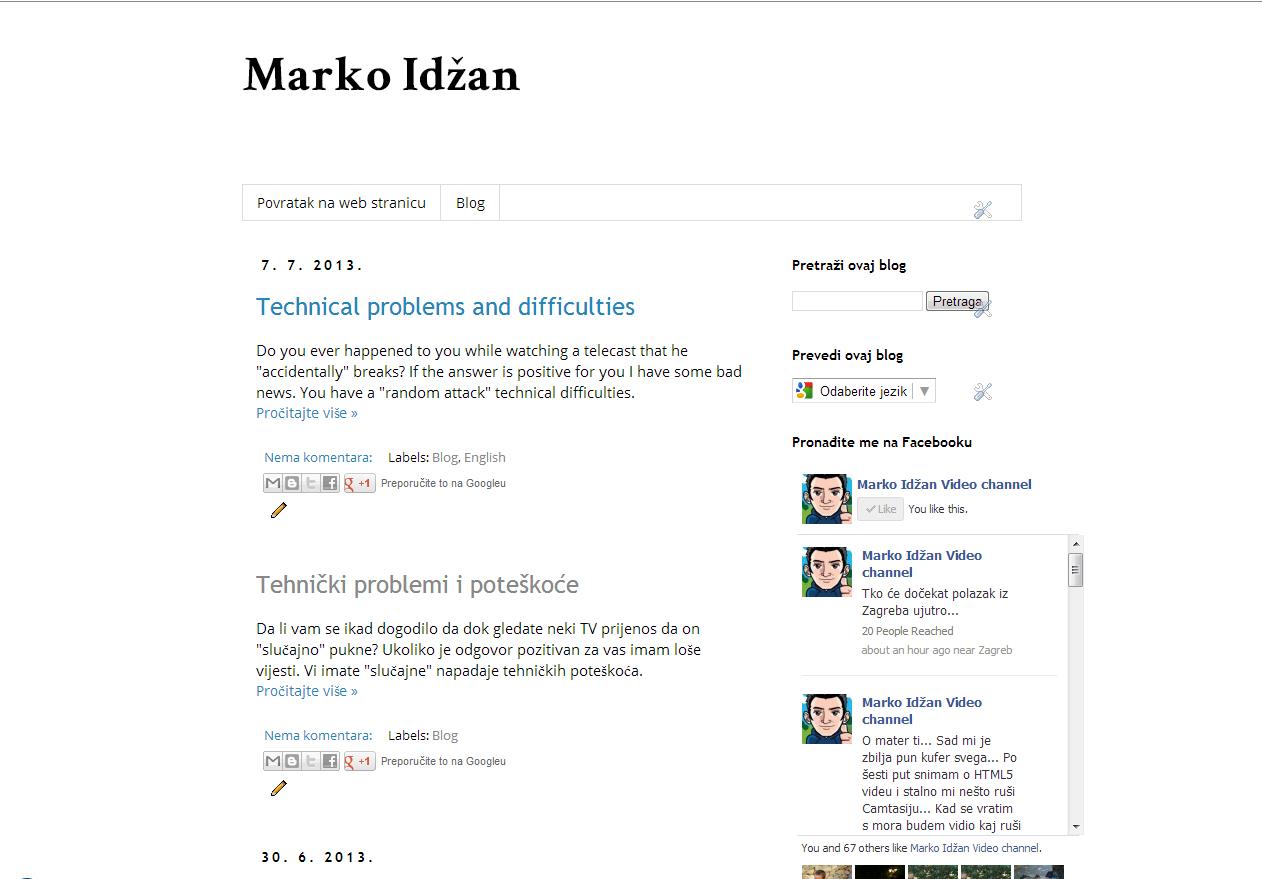 Marko Idžan
Povratak na web stranicu
Blog
7. 7. 2013.
Technical problems and difficulties
Do you ever happened to you while watching a telecast that he
"accidentally" breaks? If the answer is positive for you I have some bad
news. You have a "random attack" technical difficulties.
Pročitajte više »
Nema komentara: Labels: Blog, English
g +1 Preporučite to na Googleu
Tehnički problemi i poteškoće
Da li vam se ikad dogodilo da dok gledate neki TV prijenos da on
"slučajno" pukne? Ukoliko je odgovor pozitivan za vas imam loše
vijesti. Vi imate "slučajne" napadaje tehničkih poteškoća.
Pročitajte više »
Nema komentara: Labels: Blog
g +1 Preporučite to na Googleu
30. 6. 2013.
Pretraži ovaj blog
Pretraga
Prevedi ovaj blog
Odaberite jezik
Pronađite me na Facebooku
Marko Idžan Video channel
Like You like this.
Marko Idžan Video
channel
Tko će dočekat polazak iz
Zagreba ujutro...
20 People Reached
about an hour ago near Zagreb
Marko Idžan Video
channel
O mater ti... Sad mi je
zbilja pun kufer svega... Po
šesti put snimam o HTML5
videu i stalno mi nešto ruši
Camtasiju... Kad se vratim
s mora budem vidio kaj ruši
You and 67 others like Marko Idžan Video channel.